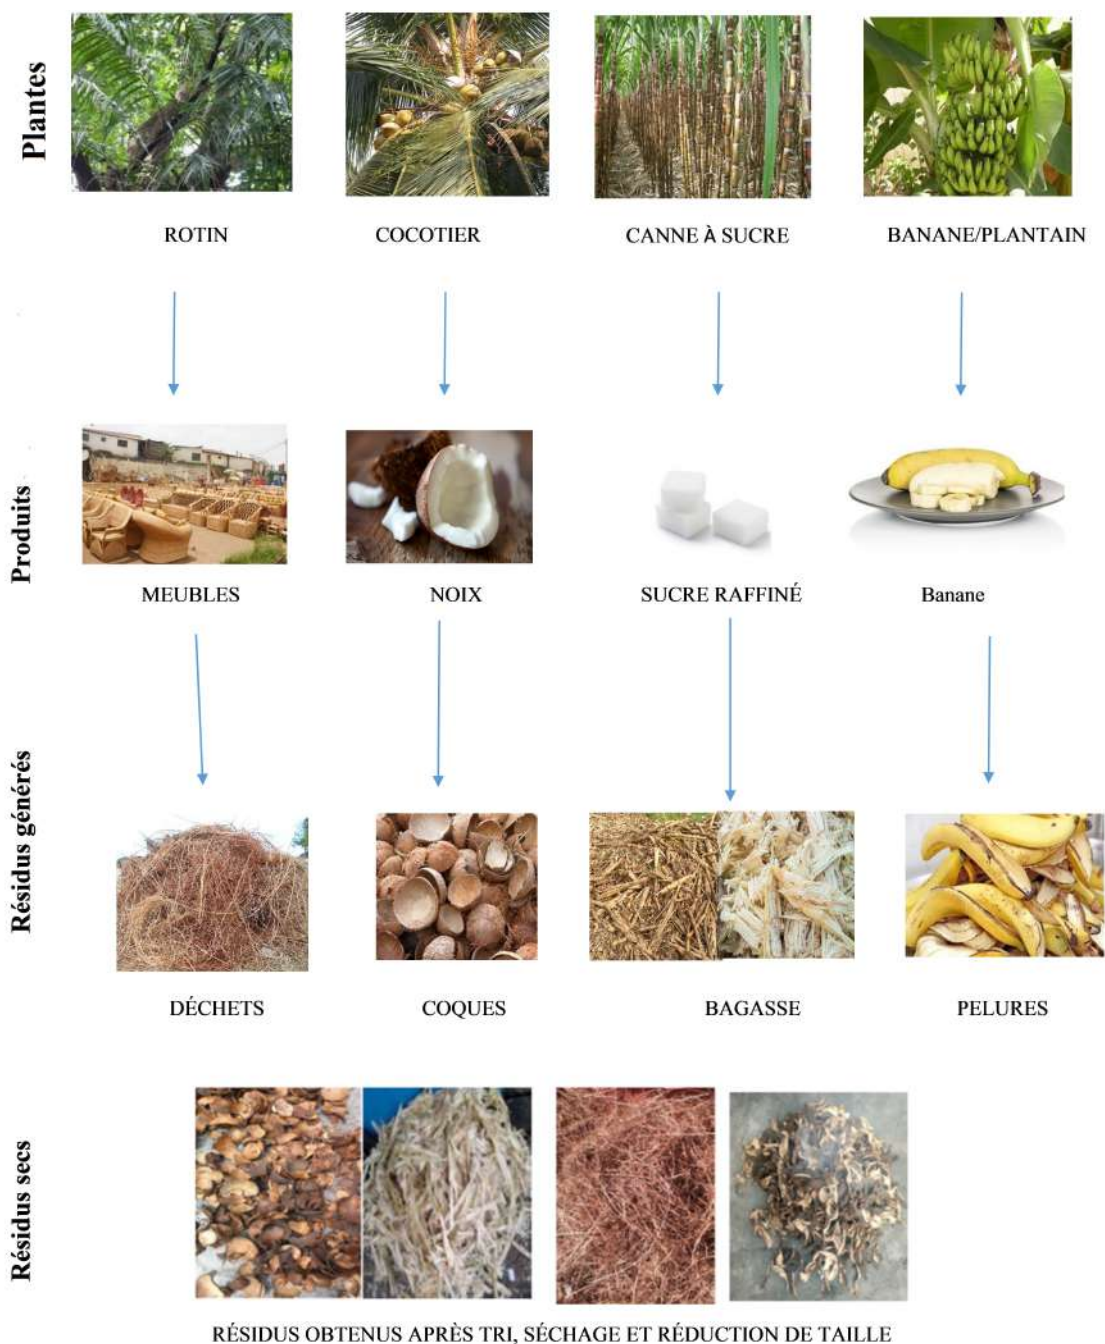 Plantes
ROTIN
COCOTIER
CANNE À SUCRE
BANANE/PLANTAIN
Produits
MEUBLES
NOIX
SUCRE RAFFINÉ
Banane
Résidus générés
DÉCHETS
COQUES
BAGASSE
PELURES
Résidus secs
RÉSIDUS OBTENUS APRÈS TRI, SÉCHAGE ET RÉDUCTION DE TAILLE